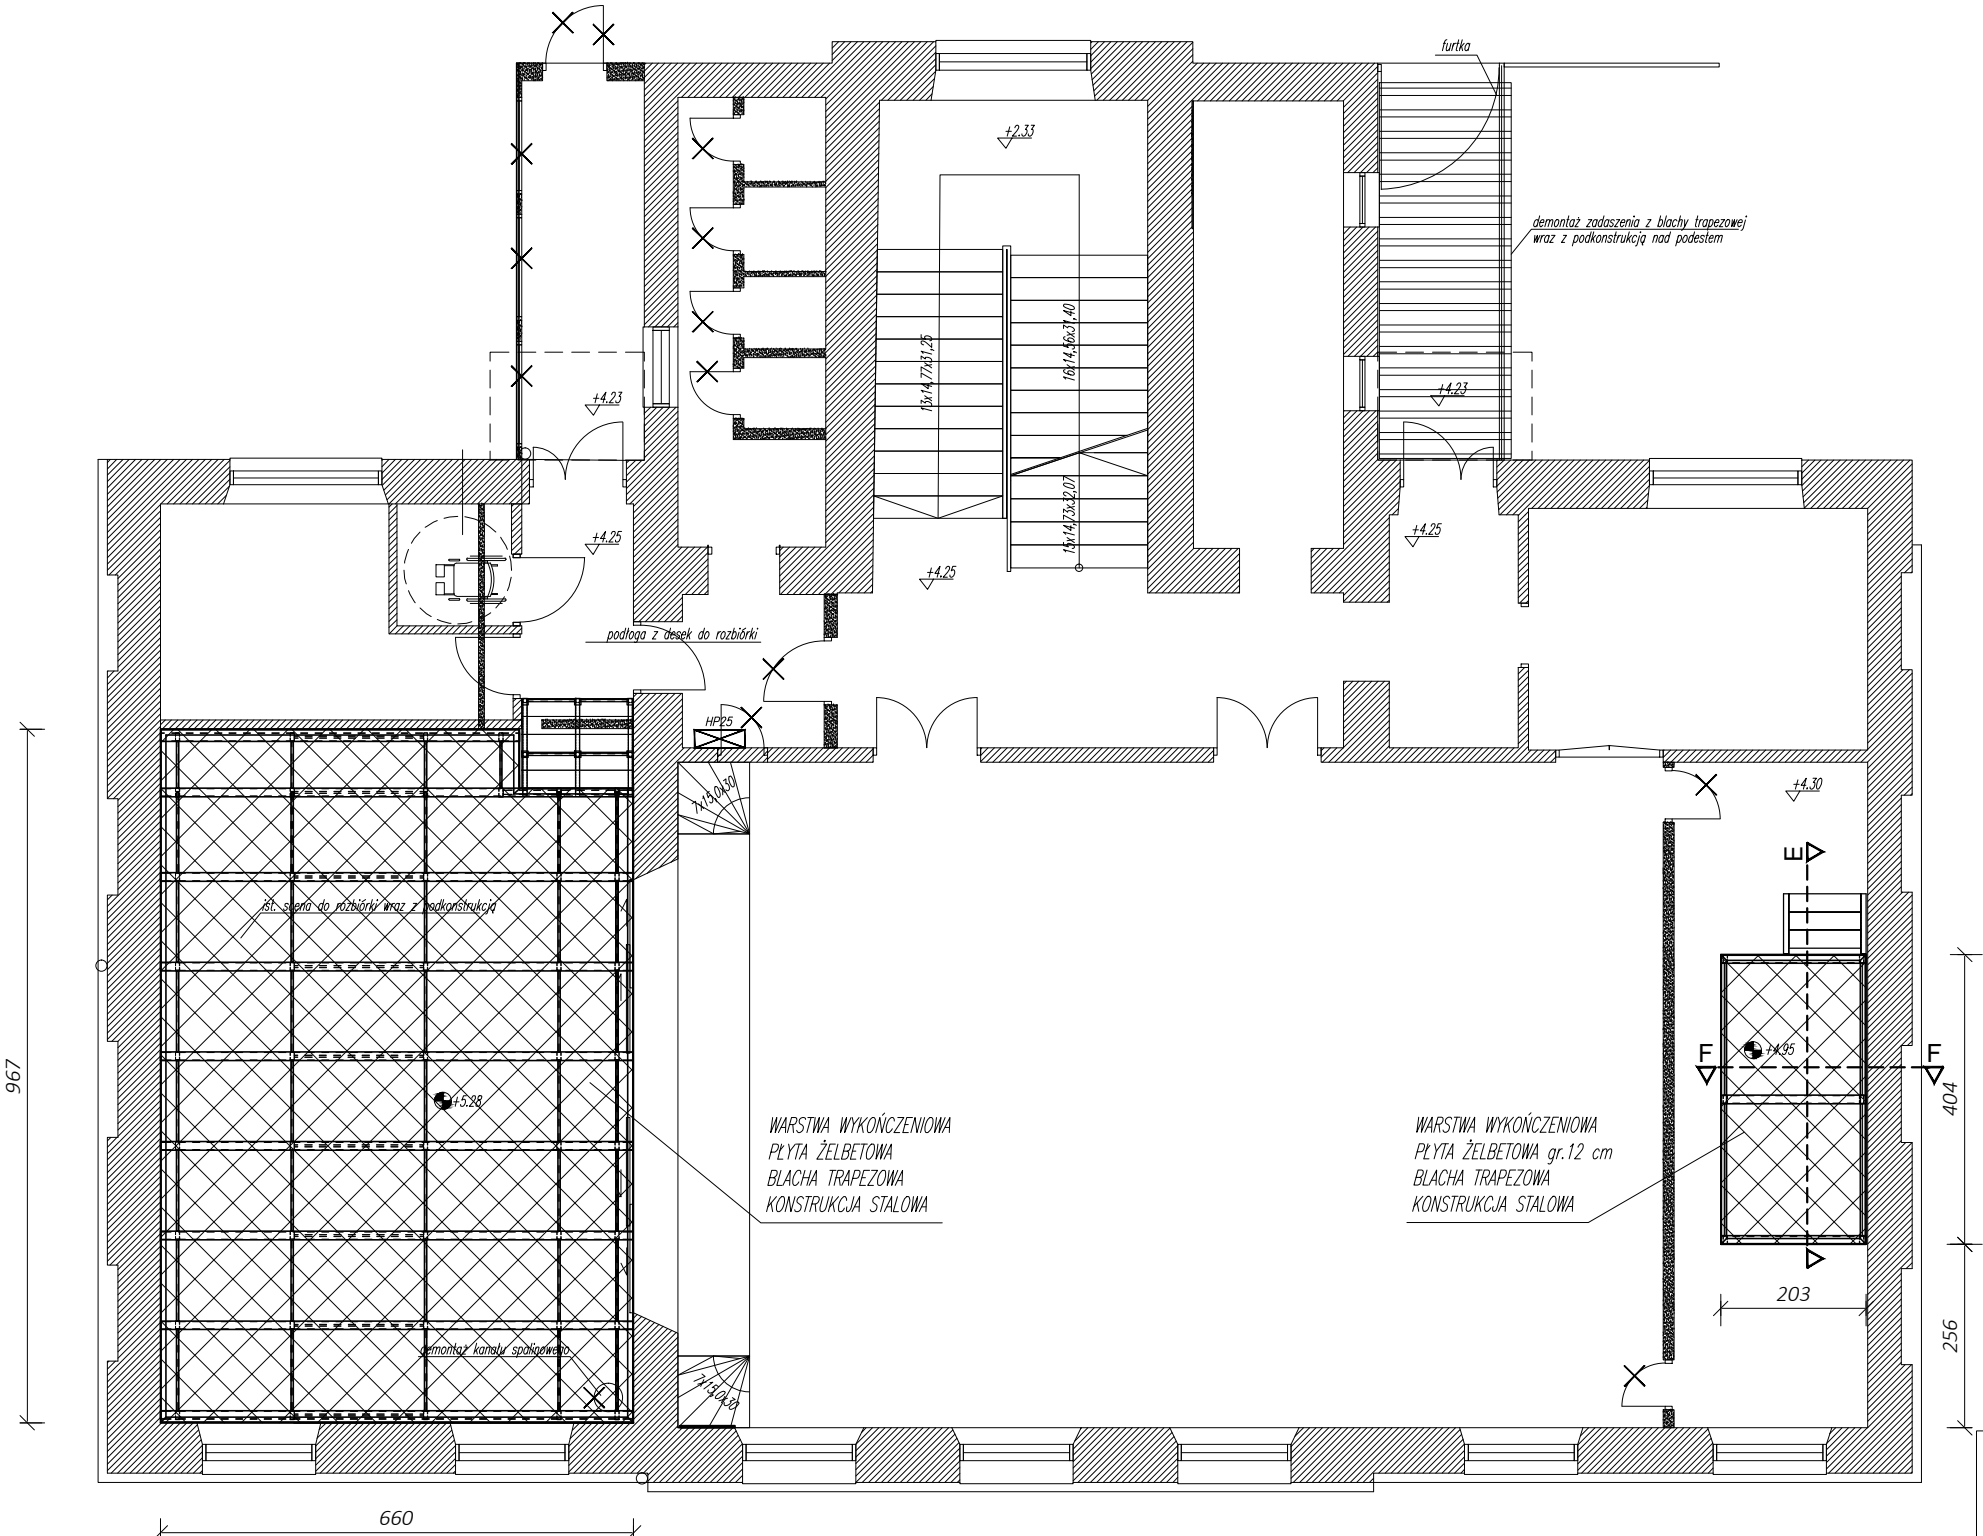 furtka
+2.33
demontaż zadaszenia z blachy trapezowej
wraz z podkonstrukcją nad podestem
13x14,77x31,25
16x14,56x31,40
+4.23
+4.23
15x14,73x32,07
+4.25
+4.25
+4.25
podłoga z desek do rozbiórki
HP25
7x15,0x30
+4.30
E
ist. scena do rozbiórki wraz z podkonstrukcją
967
+5.28
F
+4.95
F
404
WARSTWA WYKOŃCZENIOWA
PŁYTA ŻELBETOWA
BLACHA TRAPEZOWA
KONSTRUKCJA STALOWA
WARSTWA WYKOŃCZENIOWA
PŁYTA ŻELBETOWA gr.12 cm
BLACHA TRAPEZOWA
KONSTRUKCJA STALOWA
203
256
demontaż kanału spalinowego
7x15,0x30
660